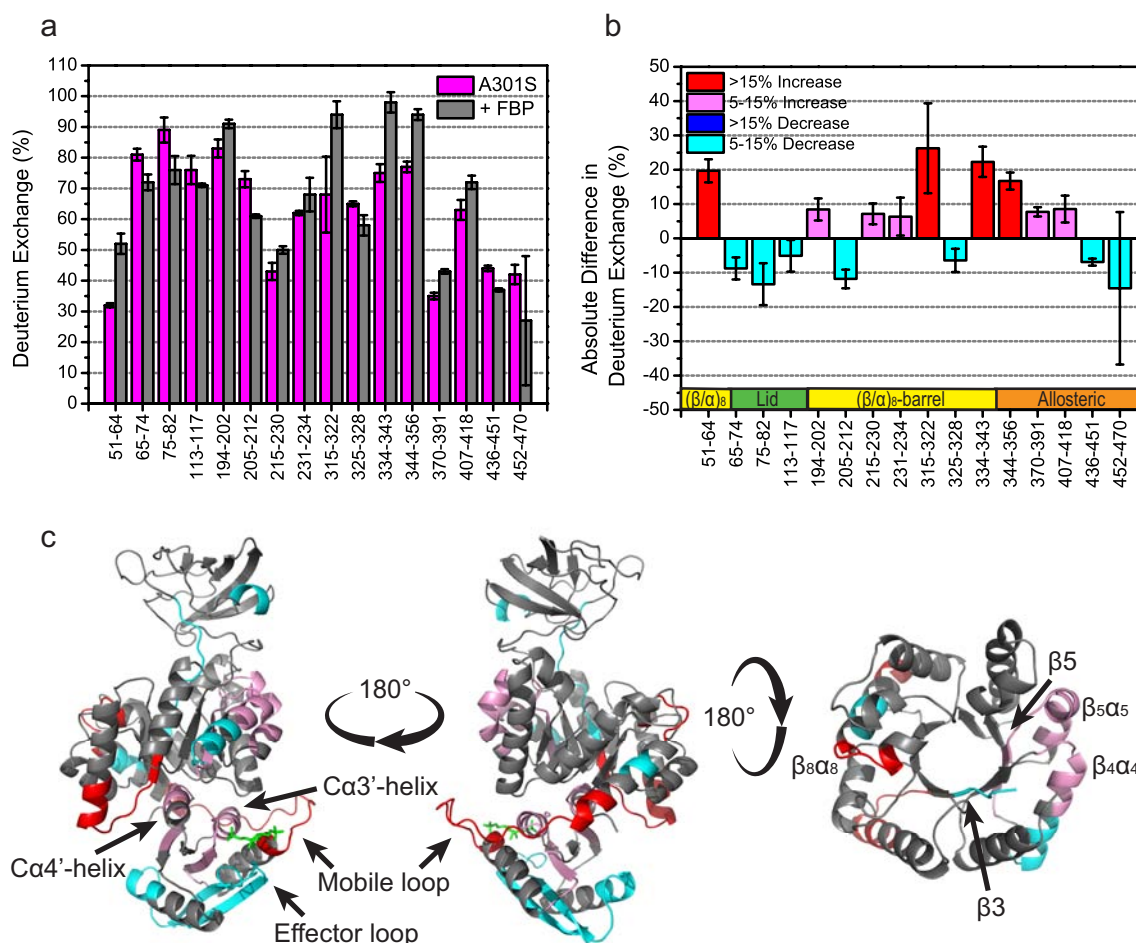 a
Deuterium Exchange (%)
110
100
90
80
70
60
50
40
30
20
10
0
A301S
+ FBP
51-64
65-74
75-82
113-117
194-202
205-212
215-230
231-234
315-322
325-328
334-343
344-356
370-391
407-418
436-451
452-470
b
Absolute Difference in
Deuterium Exchange (%)
50
40
30
20
10
0
-10
-20
-30
-40
-50
>15% Increase
5-15% Increase
>15% Decrease
5-15% Decrease
(β/α)₈
Lid
(β/α)₈-barrel
Allosteric
51-64
65-74
75-82
113-117
194-202
205-212
215-230
231-234
315-322
325-328
334-343
344-356
370-391
407-418
436-451
452-470
c
180°
180°
Cα3'-helix
Cα4'-helix
Mobile loop
Effector loop
β5
β₅α₅
β₄α₄
β₈α₈
β3